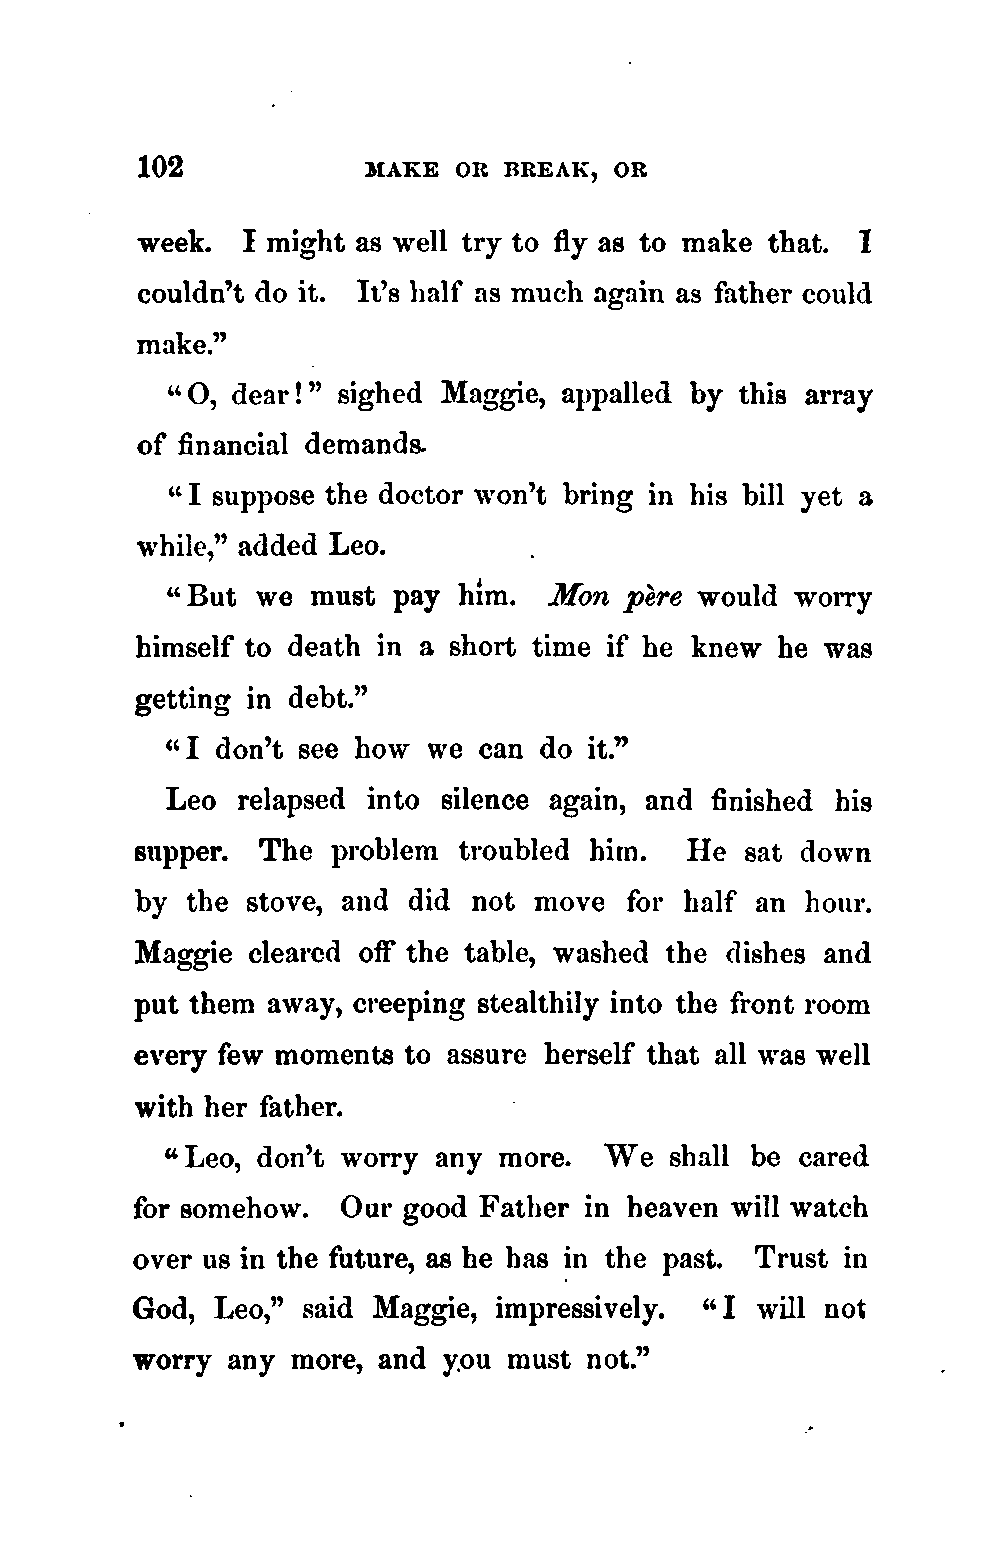 102 MAKE OR BREAK, OR
week. I might as well try to fly as to make that. I
couldn't do it. It's half as much again as father could
make."
"O, dear!" sighed Maggie, appalled by this array
of financial demands.
"I suppose the doctor won't bring in his bill yet a
while," added Leo.
"But we must pay him. Mon père would worry
himself to death in a short time if he knew he was
getting in debt."
"I don't see how we can do it."
Leo relapsed into silence again, and finished his
supper. The problem troubled him. He sat down
by the stove, and did not move for half an hour.
Maggie cleared off the table, washed the dishes and
put them away, creeping stealthily into the front room
every few moments to assure herself that all was well
with her father.
"Leo, don't worry any more. We shall be cared
for somehow. Our good Father in heaven will watch
over us in the future, as he has in the past. Trust in
God, Leo," said Maggie, impressively. "I will not
worry any more, and you must not."